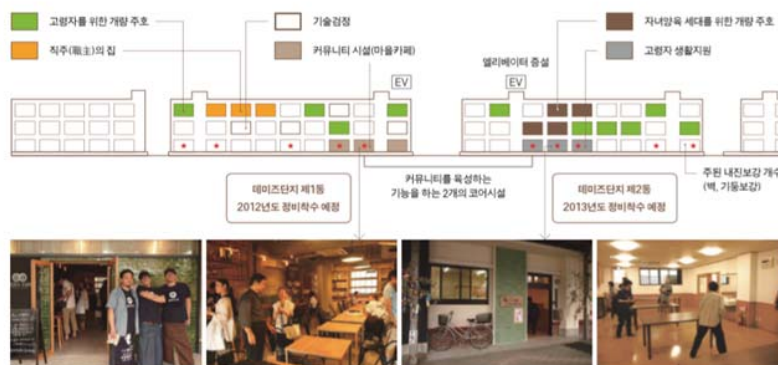 고령자를 위한 개량 주호
기술검정
자녀양육 세대를 위한 개량 주호
직주(職主)의 집
커뮤니티 시설(마을카페)
엘리베이터 증설
고령자 생활지원
EV
EV
커뮤니티를 육성하는
기능을 하는 2개의 코어시설
주된 내진보강 개수
(벽, 기둥보강)
데미즈단지 제1동
2012년도 정비착수 예정
데미즈단지 제2동
2013년도 정비착수 예정